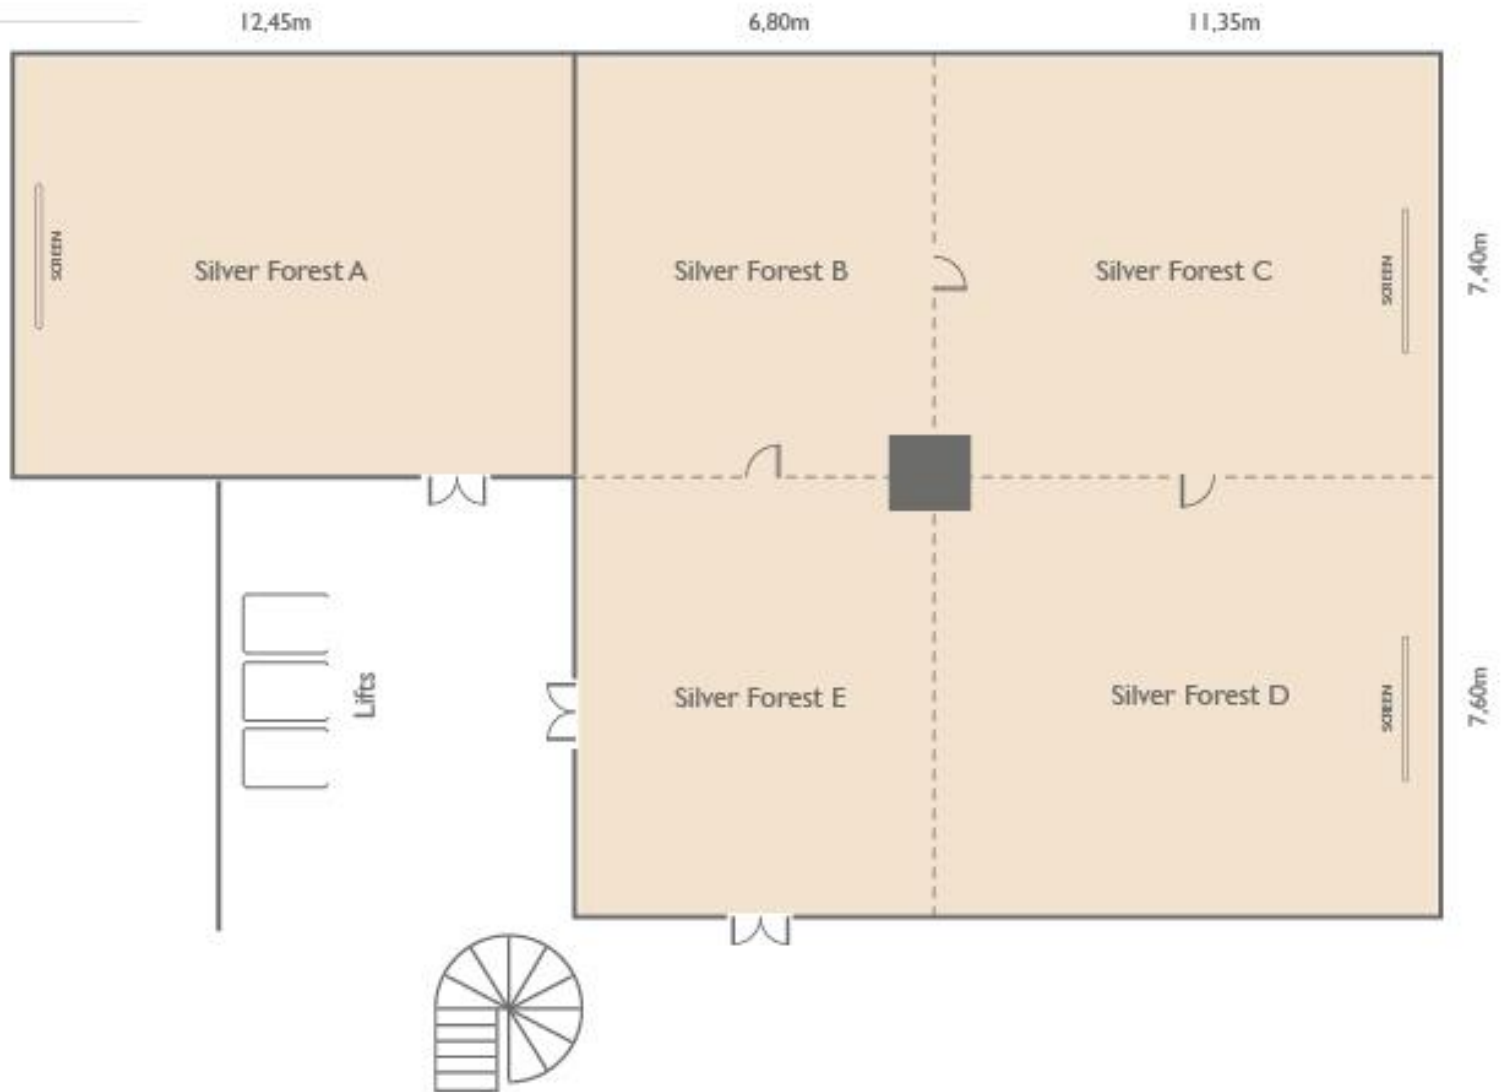 12,45m
6,80m
11,35m
SCREEN
Silver Forest A
Silver Forest B
Silver Forest C
SCREEN
7,40m
Lifts
Silver Forest E
Silver Forest D
SCREEN
7,60m